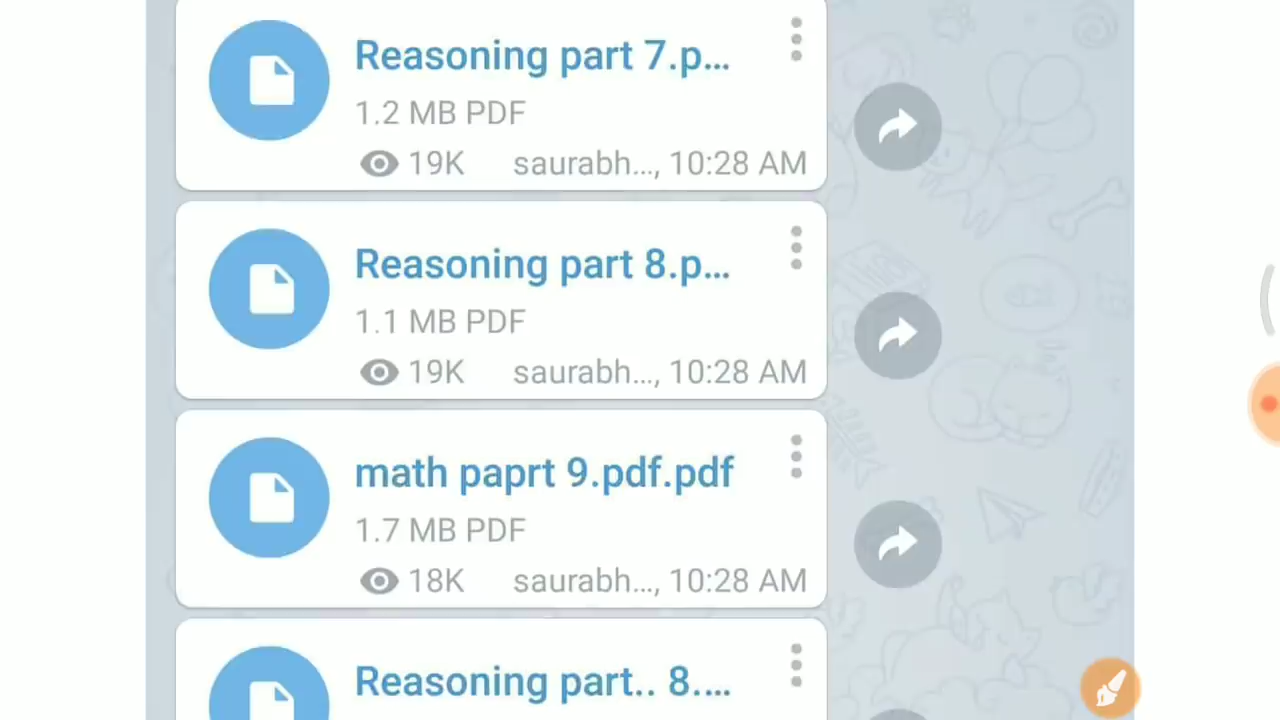 Reasoning part 7.p...
1.2 MB PDF
19K saurabh..., 10:28 AM
Reasoning part 8.p...
1.1 MB PDF
19K saurabh..., 10:28 AM
math paprt 9.pdf.pdf
1.7 MB PDF
18K saurabh..., 10:28 AM
Reasoning part.. 8....